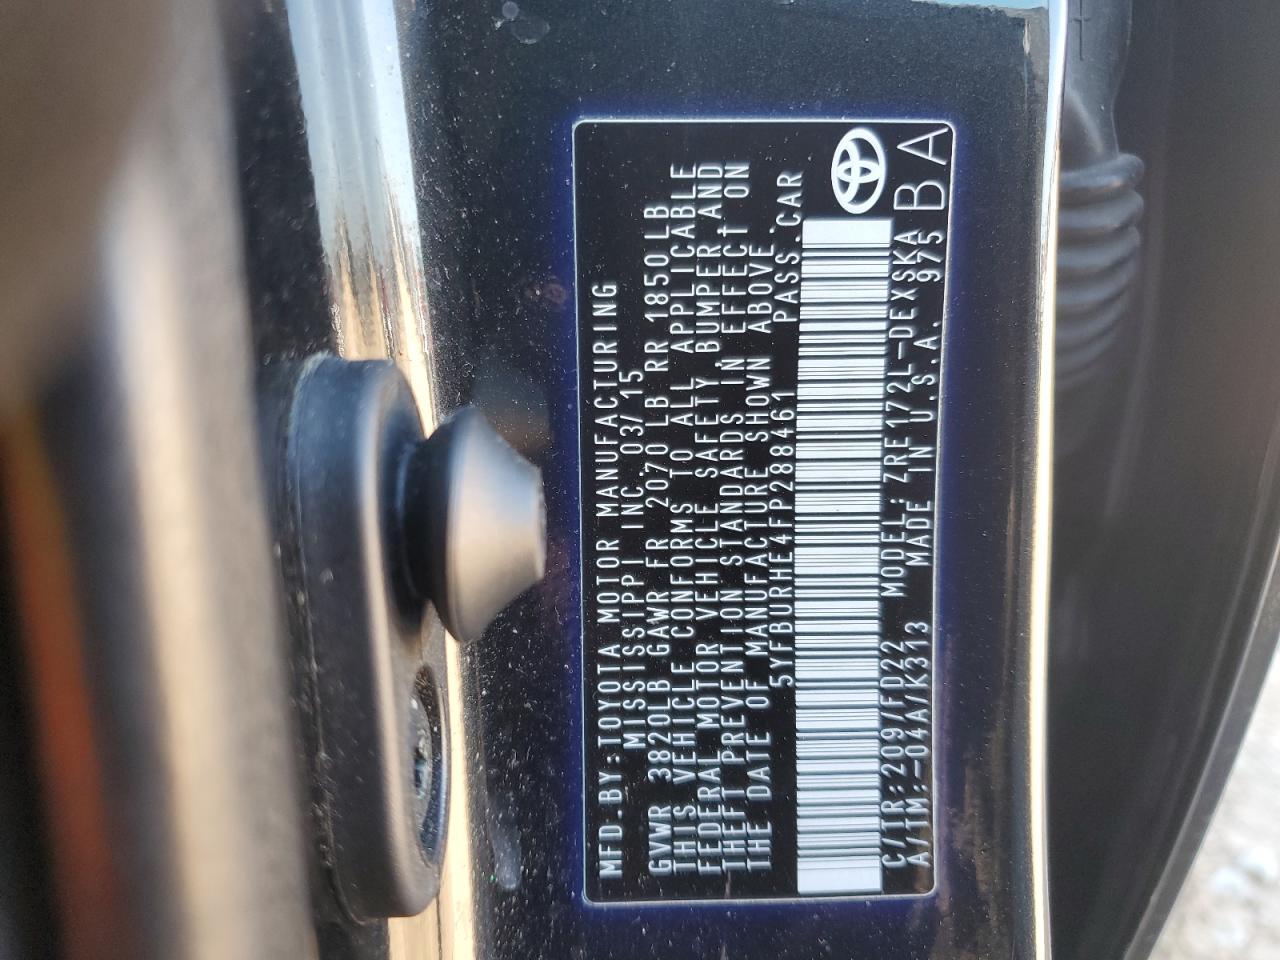 MFD.BY:TOYOTA MOTOR MANUFACTURING
MISSISSIPPI INC. 03/15
GVWR 3820LB GAWR FR 2070 LB RR 1850 LB
THIS VEHICLE CONFORMS TO ALL APPLICABLE
FEDERAL MOTOR VEHICLE SAFETY,BUMPER,AND
THEFT PREVENTION STANDARDS IN EFFECT ON
THE DATE OF MANUFACTURE SHOWN ABOVE.
5YFBURHE4FP288461 PASS.CAR
C/TR:209/FD22 MODEL:ZRE172L-DEXSKA
A/TM:-04A/K313 MADE IN U.S.A. 975
BA